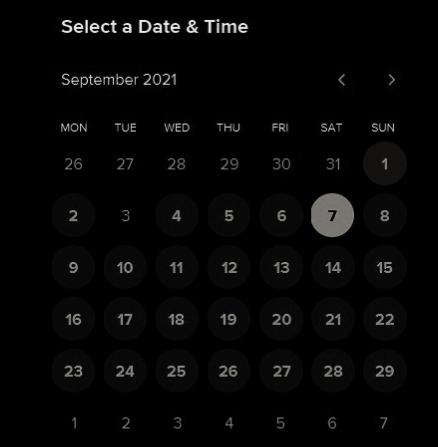 Select a Date & Time
September 2021
MON TUE WED THU FRI SAT SUN
26 27 28 29 30 31 1
2 3 4 5 6 7 8
9 10 11 12 13 14 15
16 17 18 19 20 21 22
23 24 25 26 27 28 29
1 2 3 4 5 6 7